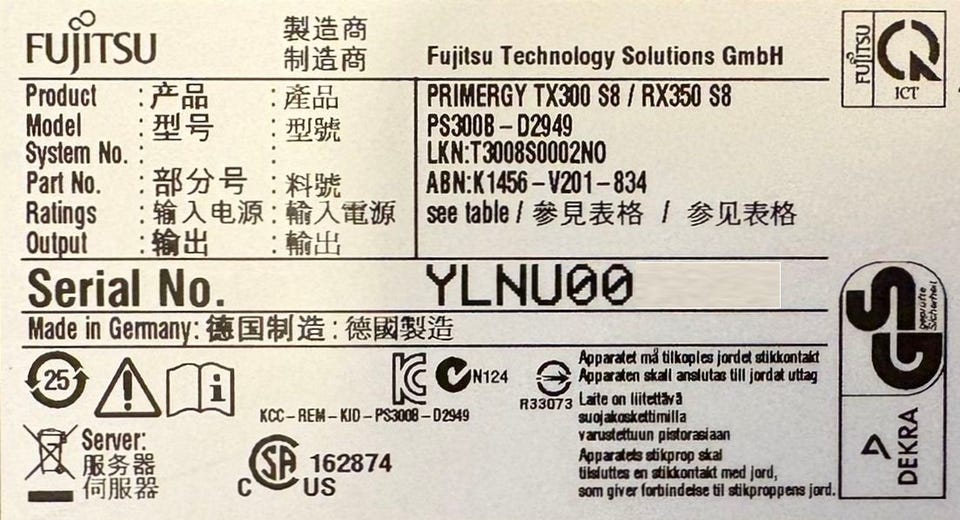 FUJITSU
製造商
制造商
Fujitsu Technology Solutions GmbH
FUJITSU
ICT
Product : 产品 : 產品 PRIMERGY TX300 S8 / RX350 S8
Model : 型号 : 型號 PS300B-D2949
System No. : : LKN:T3008S0002NO
Part No. : 部分号 : 料號 ABN:K1456-V201-834
Ratings : 输入电源 : 輸入電源 see table / 參見表格 / 参见表格
Output : 输出 : 輸出
Serial No. YLNU00
Made in Germany: 德国制造 : 德國製造
25
KCC-REM-KID-PS300B-D2949
N124
R33073
Apparatet må tilkoples jordet stikkontakt
Apparaten skall anslutas till jordat uttag
Laite on liitettävä
suojakoskettimilla
varustettuun pistorasiaan
Apparatets stikprop skal
tilsluttes en stikkontakt med jord,
som giver forbindelse til stikproppens jord.
Server:
服务器
伺服器
C SA US 162874
GS
geprüfte
Sicherheit
DEKRA